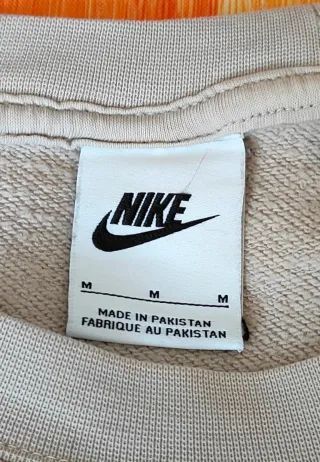 NIKE
M M M
MADE IN PAKISTAN
FABRIQUE AU PAKISTAN